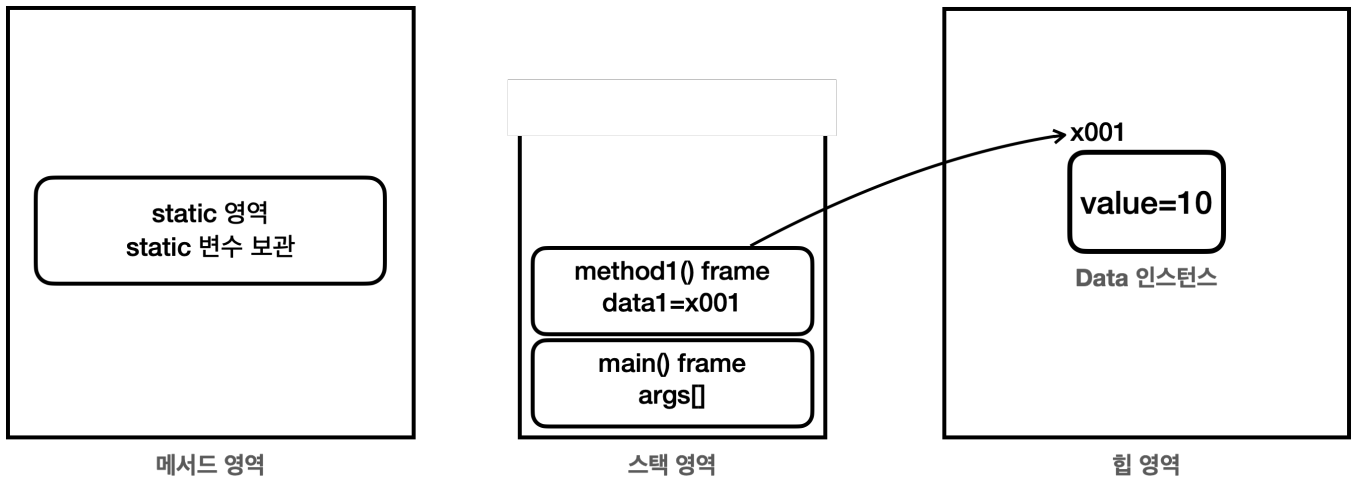 static 영역
static 변수 보관
메서드 영역
method1() frame
data1=x001
main() frame
args[]
스택 영역
x001
value=10
Data 인스턴스
힙 영역